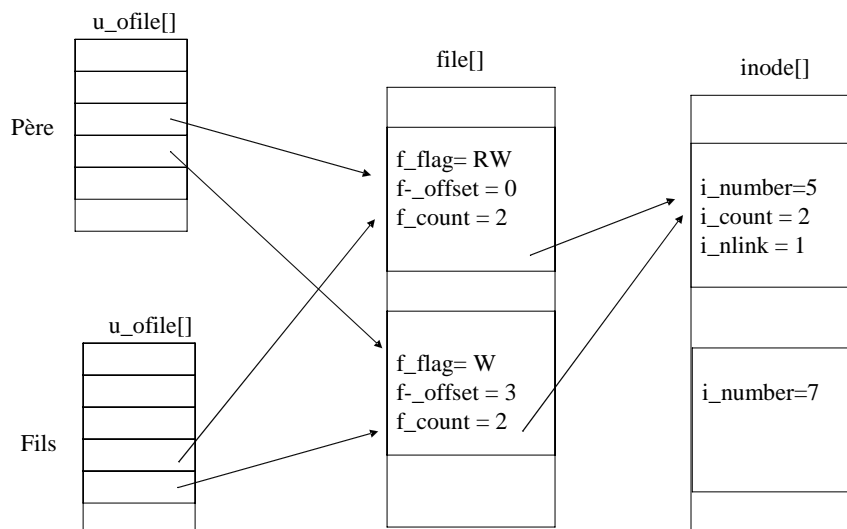 u_ofile[]
file[]
inode[]
Père
f_flag= RW
f-_offset = 0
f_count = 2
i_number=5
i_count = 2
i_nlink = 1
u_ofile[]
f_flag= W
f-_offset = 3
f_count = 2
i_number=7
Fils